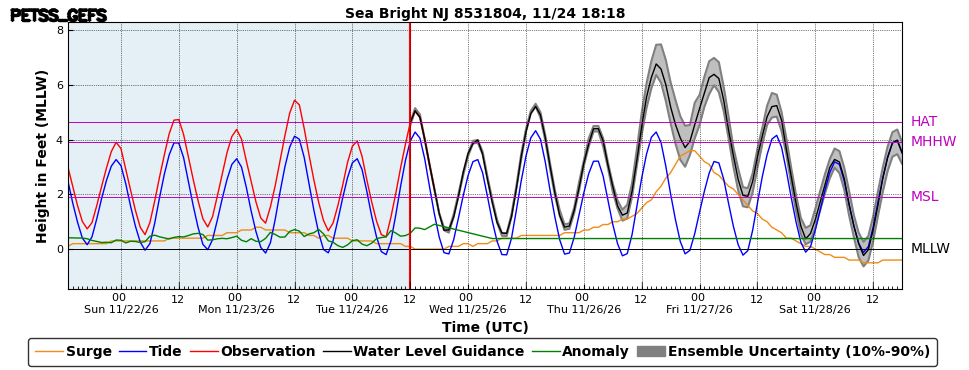 PETSS_GEFS
Sea Bright NJ 8531804, 11/24 18:18
Height in Feet (MLLW)
8
6
4
2
0
HAT
MHHW
MSL
MLLW
00 12 00 12 00 12 00 12 00 12 00 12 00 12
Sun 11/22/26 Mon 11/23/26 Tue 11/24/26 Wed 11/25/26 Thu 11/26/26 Fri 11/27/26 Sat 11/28/26
Time (UTC)
Surge Tide Observation Water Level Guidance Anomaly Ensemble Uncertainty (10%-90%)